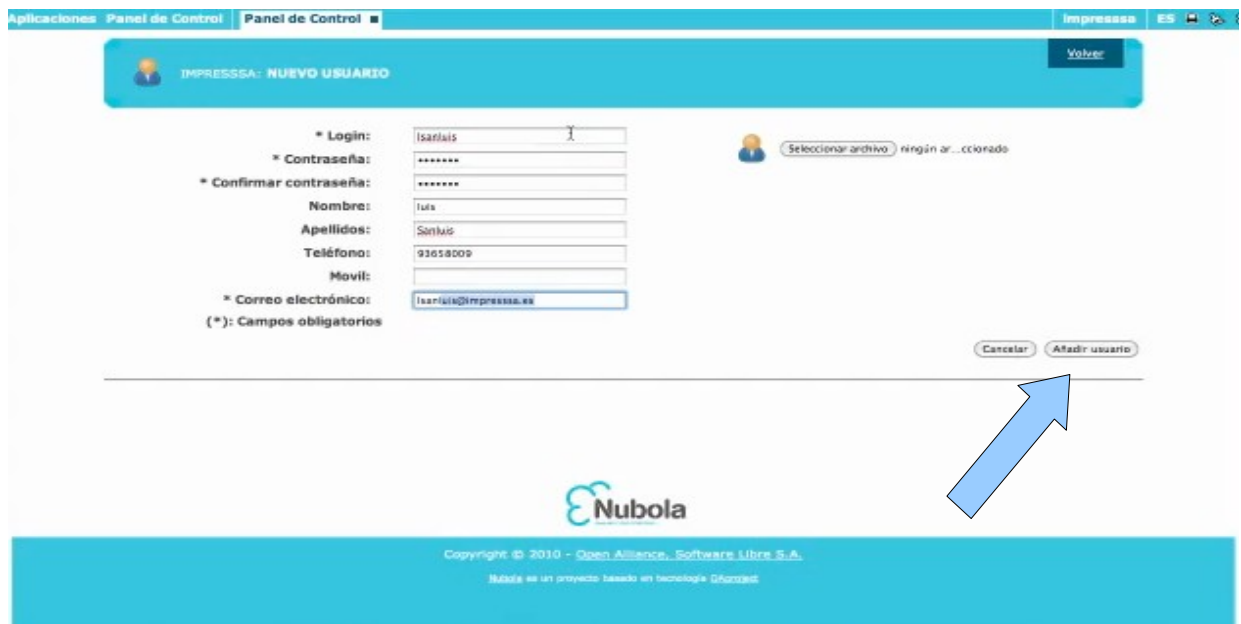 Aplicaciones Panel de Control Panel de Control Impresssa ES
Volver
IMPRESSSA: NUEVO USUARIO
* Login: lsanluis
Seleccionar archivo ningún ar...ccionado
* Contraseña: •••••••
* Confirmar contraseña: •••••••
Nombre: luis
Apellidos: Sanluis
Teléfono: 93658009
Movil:
* Correo electrónico: lsanluis@impresssa.es
(*): Campos obligatorios
Cancelar Añadir usuario
Nubola
Copyright © 2010 - Open Alliance, Software Libre S.A.
Nubola es un proyecto basado en tecnología